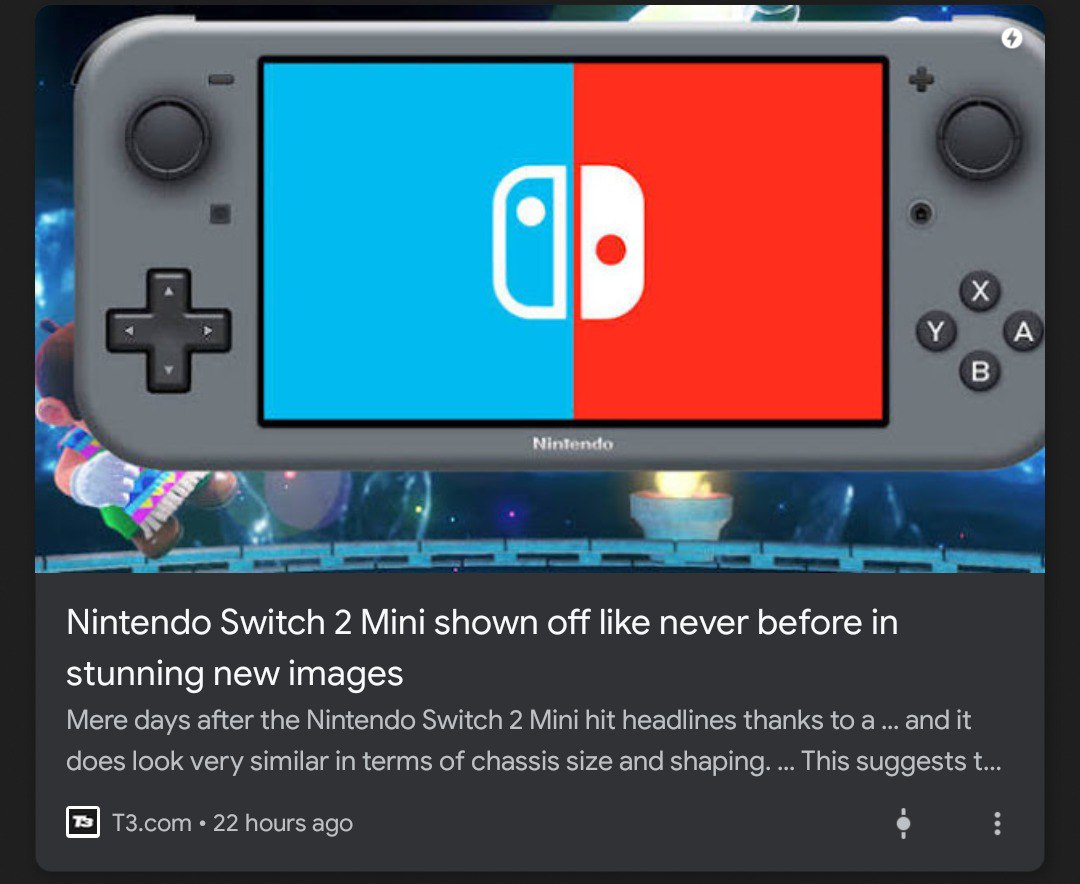 X
Y
A
B
Nintendo
Nintendo Switch 2 Mini shown off like never before in
stunning new images
Mere days after the Nintendo Switch 2 Mini hit headlines thanks to a ... and it
does look very similar in terms of chassis size and shaping. ... This suggests t...
T3 T3.com • 22 hours ago